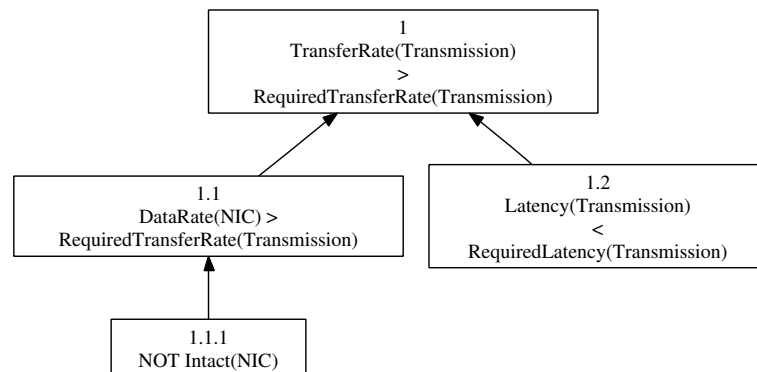 1
TransferRate(Transmission)
>
RequiredTransferRate(Transmission)
1.1
DataRate(NIC) >
RequiredTransferRate(Transmission)
1.2
Latency(Transmission)
<
RequiredLatency(Transmission)
1.1.1
NOT Intact(NIC)